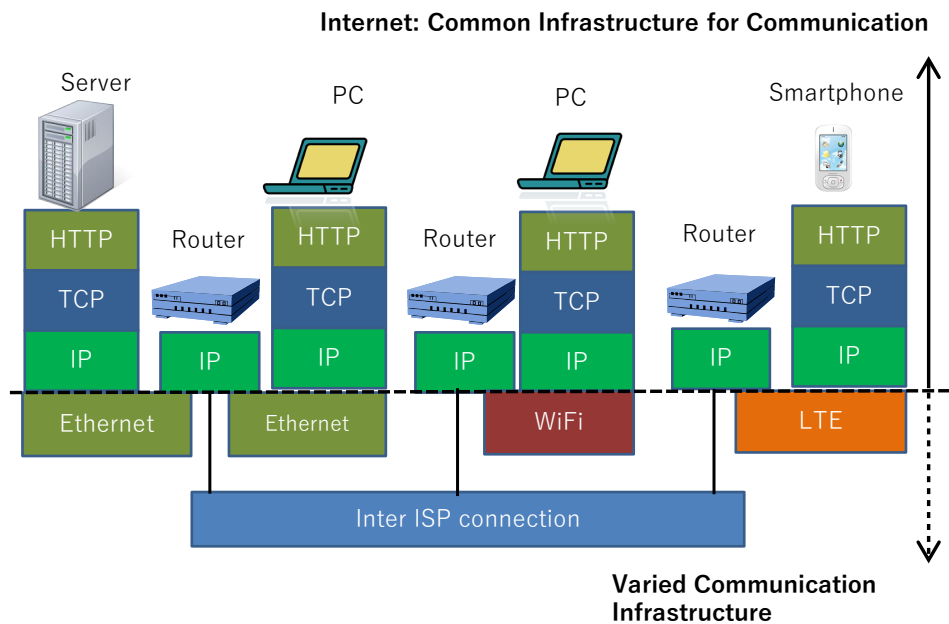 Internet: Common Infrastructure for Communication
Server
PC
PC
Smartphone
HTTP
Router
HTTP
Router
HTTP
Router
HTTP
TCP
TCP
TCP
TCP
IP
IP
IP
IP
IP
IP
IP
Ethernet
Ethernet
WiFi
LTE
Inter ISP connection
Varied Communication
Infrastructure